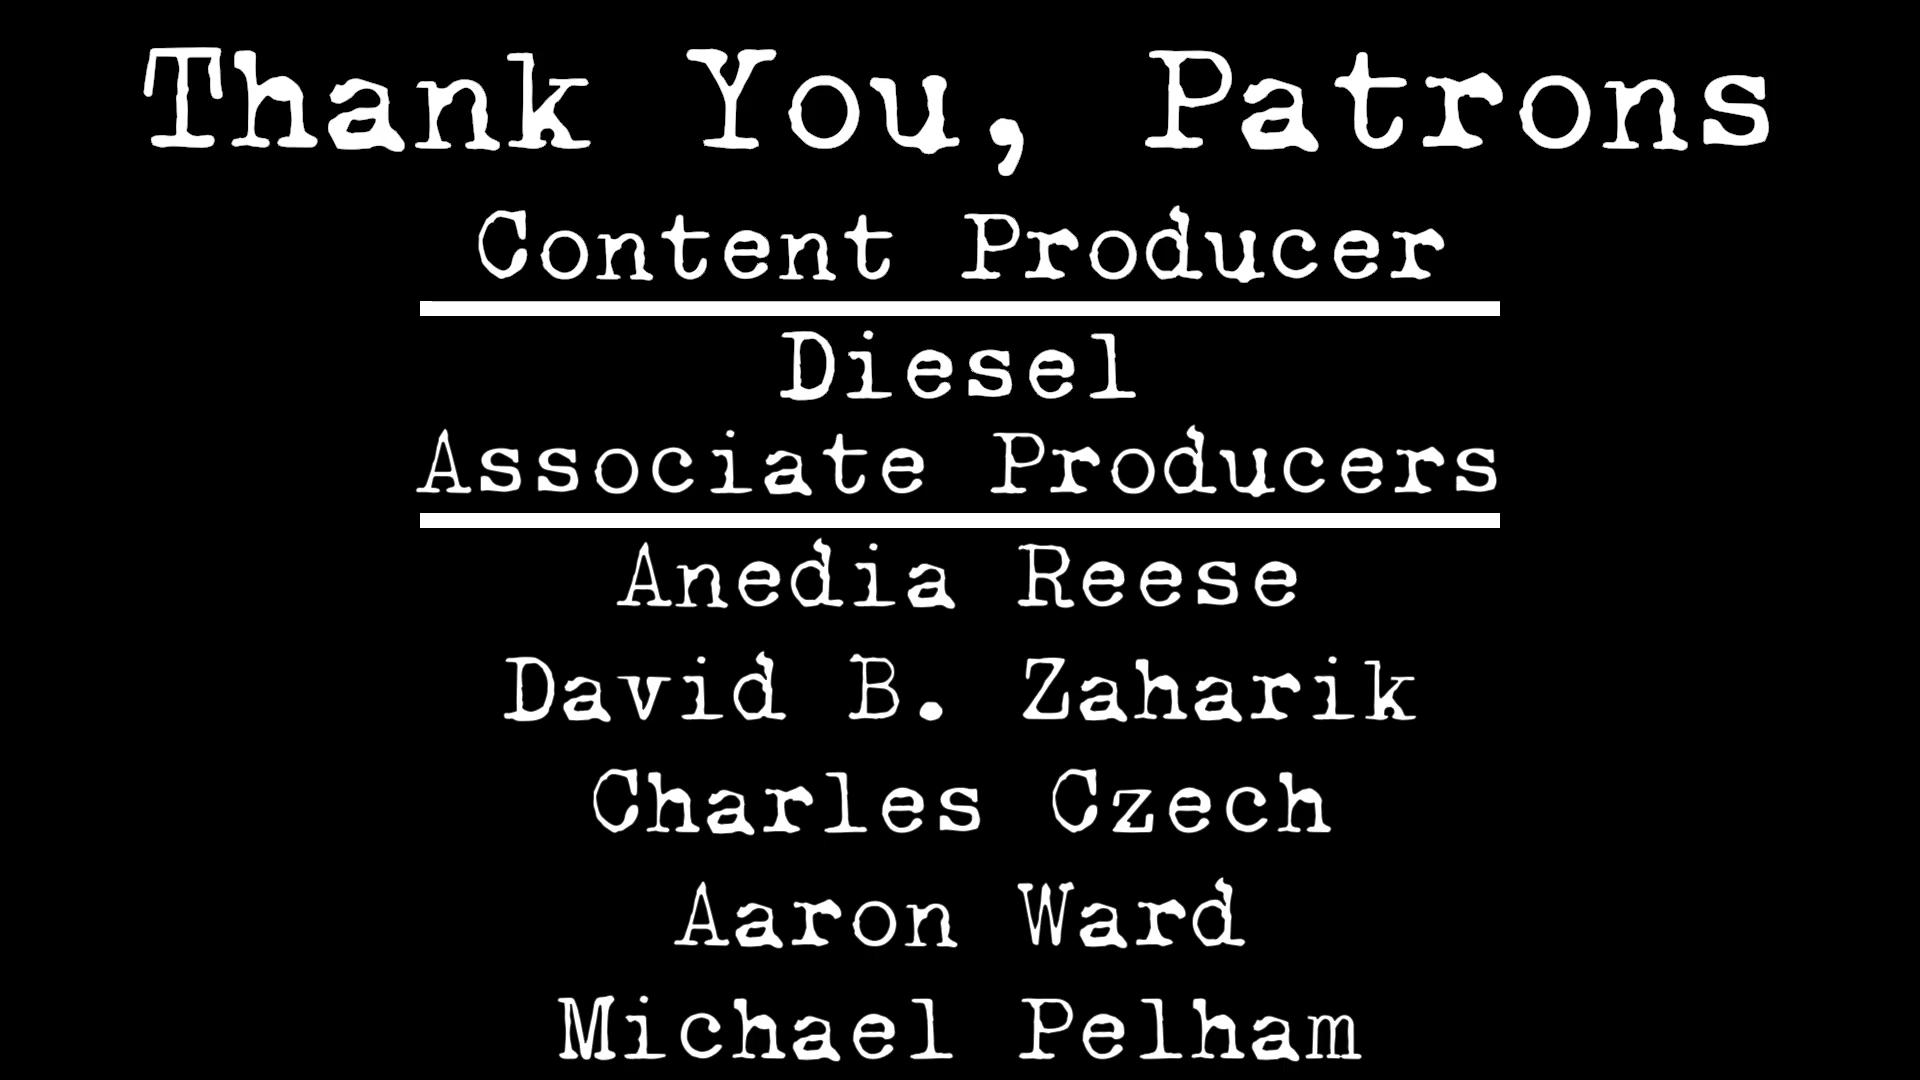 Thank You, Patrons
Content Producer
Diesel
Associate Producers
Anedia Reese
David B. Zaharik
Charles Czech
Aaron Ward
Michael Pelham